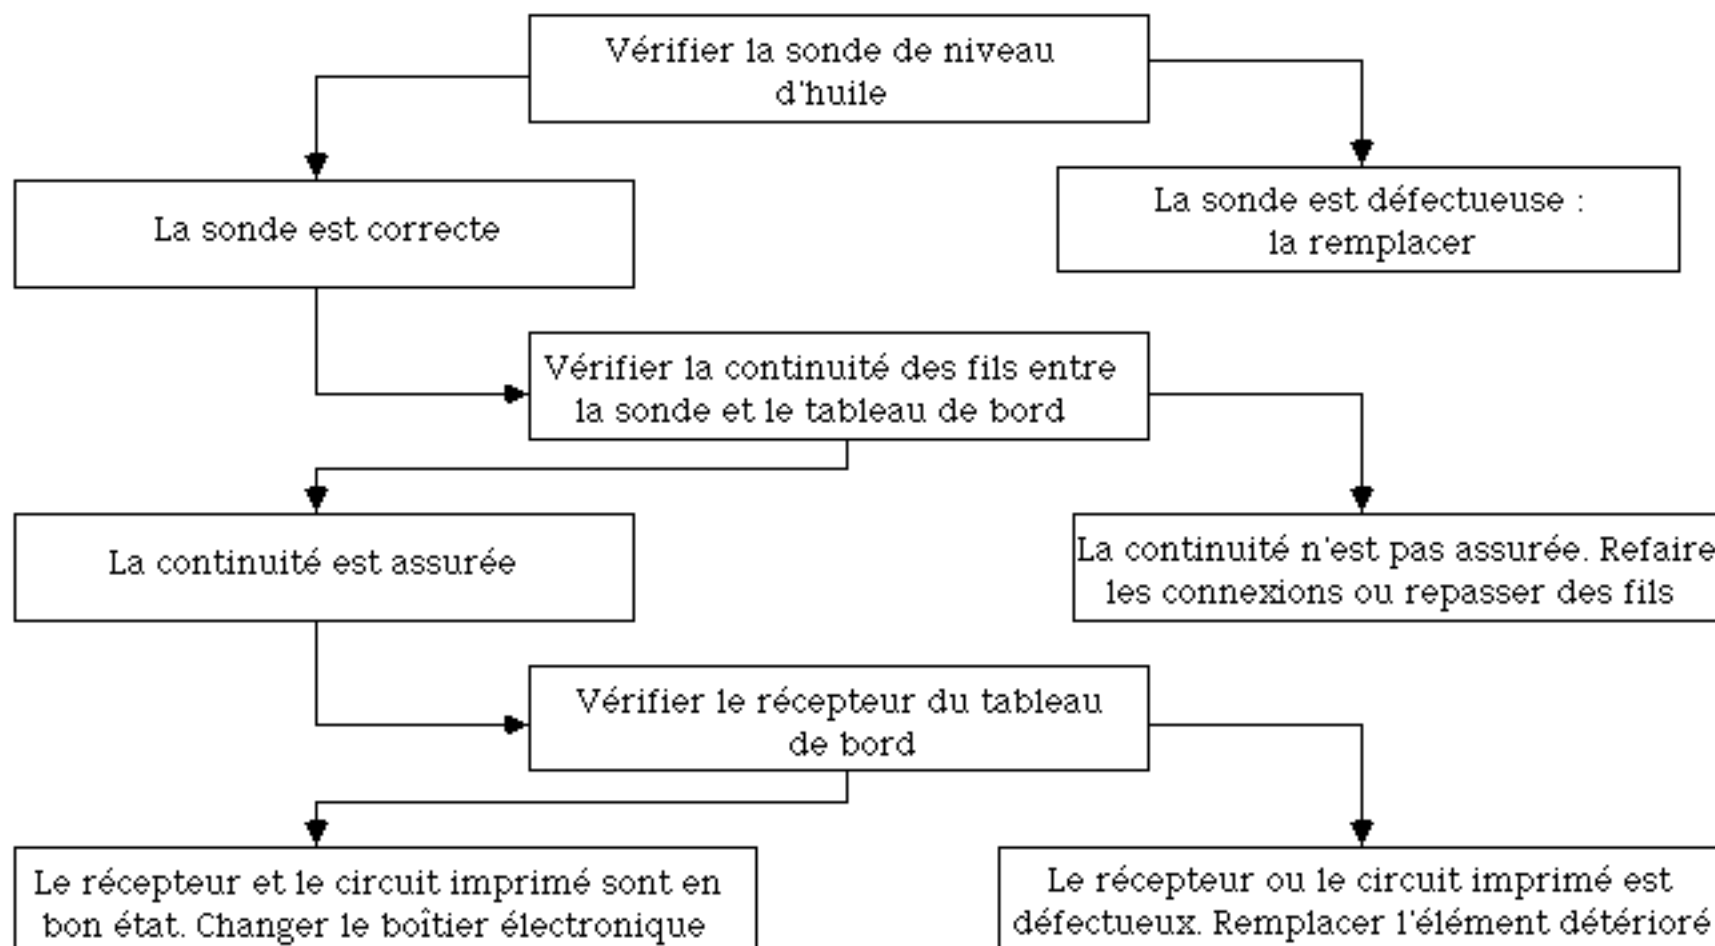 Vérifier la sonde de niveau
d'huile
La sonde est correcte
La sonde est défectueuse :
la remplacer
Vérifier la continuité des fils entre
la sonde et le tableau de bord
La continuité est assurée
La continuité n'est pas assurée. Refaire
les connexions ou repasser des fils
Vérifier le récepteur du tableau
de bord
Le récepteur et le circuit imprimé sont en
bon état. Changer le boîtier électronique
Le récepteur ou le circuit imprimé est
défectueux. Remplacer l'élément détérioré